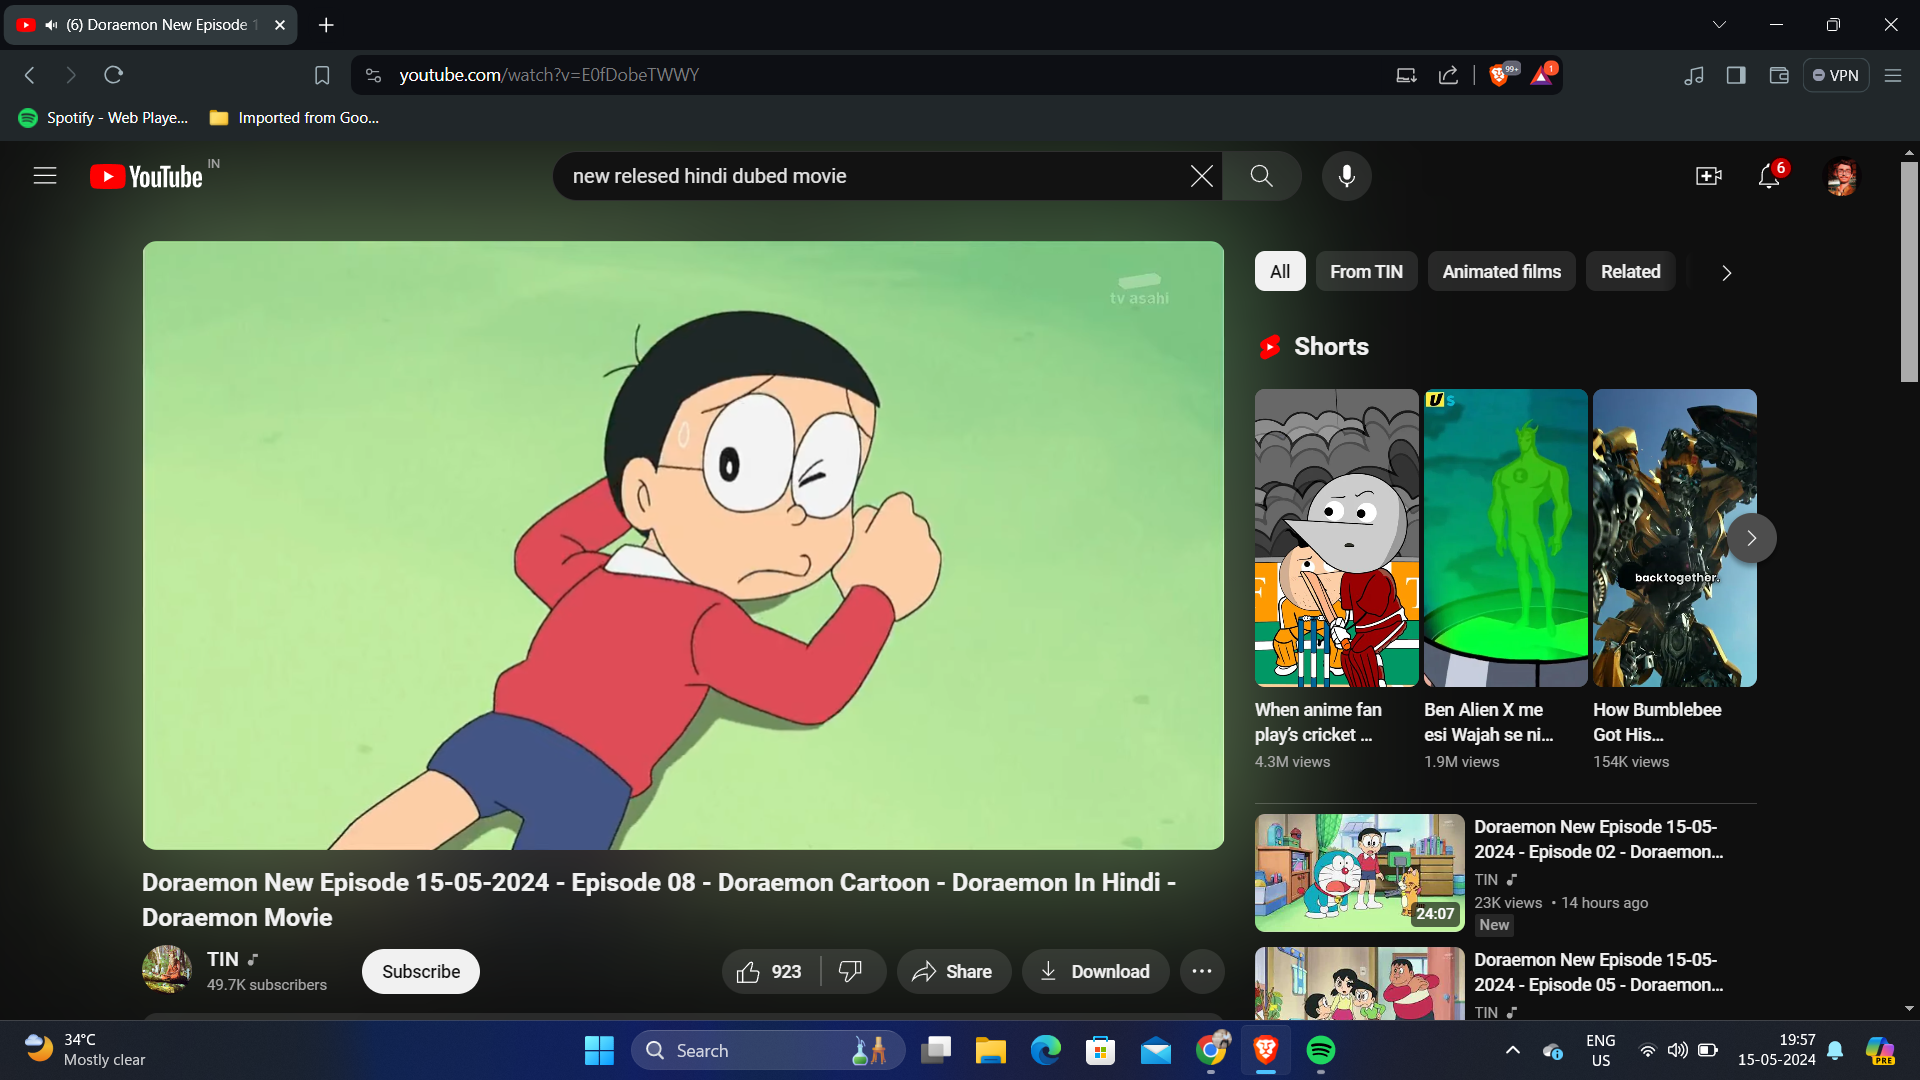 (6) Doraemon New Episode 1
youtube.com/watch?v=E0fDobeTWWY
99+
1
VPN
Spotify - Web Playe...
Imported from Goo...
YouTube IN
new relesed hindi dubed movie
6
tv asahi
All
From TIN
Animated films
Related
Shorts
U s
back together.
When anime fan
play's cricket ...
4.3M views
Ben Alien X me
esi Wajah se ni...
1.9M views
How Bumblebee
Got His...
154K views
Doraemon New Episode 15-05-2024 - Episode 08 - Doraemon Cartoon - Doraemon In Hindi -
Doraemon Movie
TIN
49.7K subscribers
Subscribe
923
Share
Download
24:07
Doraemon New Episode 15-05-
2024 - Episode 02 - Doraemon...
TIN
23K views • 14 hours ago
New
Doraemon New Episode 15-05-
2024 - Episode 05 - Doraemon...
TIN
34°C
Mostly clear
Search
ENG
US
19:57
15-05-2024
PRE